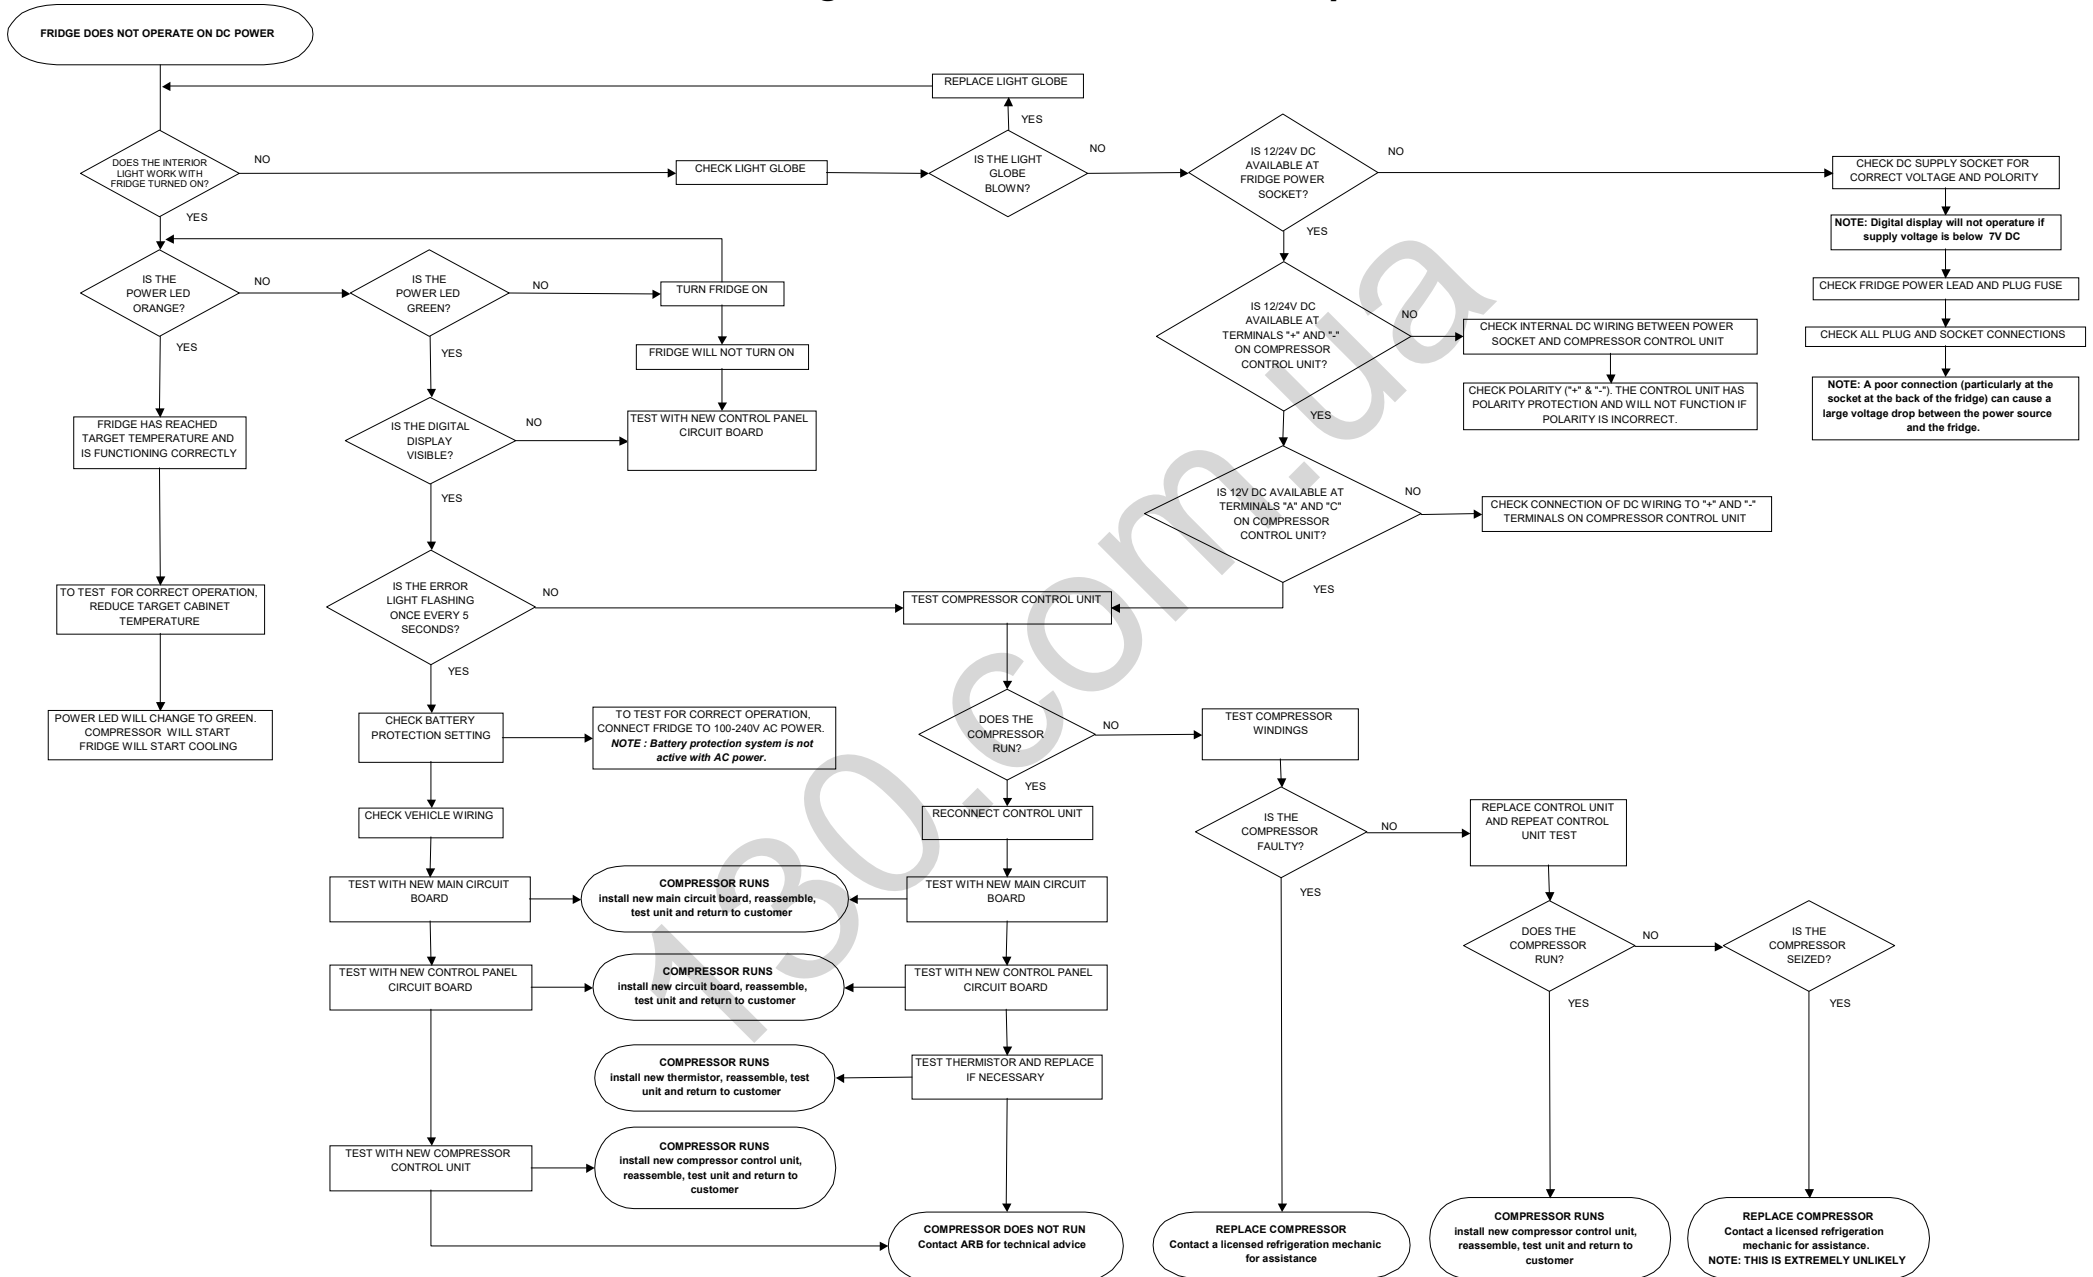 FRIDGE DOES NOT OPERATE ON DC POWER
REPLACE LIGHT GLOBE
YES
DOES THE INTERIOR
LIGHT WORK WITH
FRIDGE TURNED ON?
NO
CHECK LIGHT GLOBE
IS THE LIGHT
GLOBE
BLOWN?
NO
IS 12/24V DC
AVAILABLE AT
FRIDGE POWER
SOCKET?
NO
CHECK DC SUPPLY SOCKET FOR
CORRECT VOLTAGE AND POLORITY
YES
YES
NOTE: Digital display will not operature if
supply voltage is below 7V DC
IS THE
POWER LED
ORANGE?
NO
IS THE
POWER LED
GREEN?
NO
TURN FRIDGE ON
CHECK FRIDGE POWER LEAD AND PLUG FUSE
IS 12/24V DC
AVAILABLE AT
TERMINALS "+" AND "-"
ON COMPRESSOR
CONTROL UNIT?
NO
CHECK INTERNAL DC WIRING BETWEEN POWER
SOCKET AND COMPRESSOR CONTROL UNIT
CHECK ALL PLUG AND SOCKET CONNECTIONS
YES
YES
FRIDGE WILL NOT TURN ON
CHECK POLARITY ("+" & "-"). THE CONTROL UNIT HAS
POLARITY PROTECTION AND WILL NOT FUNCTION IF
POLARITY IS INCORRECT.
NOTE: A poor connection (particularly at the
socket at the back of the fridge) can cause a
large voltage drop between the power source
and the fridge.
YES
FRIDGE HAS REACHED
TARGET TEMPERATURE AND
IS FUNCTIONING CORRECTLY
IS THE DIGITAL
DISPLAY
VISIBLE?
NO
TEST WITH NEW CONTROL PANEL
CIRCUIT BOARD
YES
IS 12V DC AVAILABLE AT
TERMINALS "A" AND "C"
ON COMPRESSOR
CONTROL UNIT?
NO
CHECK CONNECTION OF DC WIRING TO "+" AND "-"
TERMINALS ON COMPRESSOR CONTROL UNIT
YES
TO TEST FOR CORRECT OPERATION,
REDUCE TARGET CABINET
TEMPERATURE
IS THE ERROR
LIGHT FLASHING
ONCE EVERY 5
SECONDS?
NO
TEST COMPRESSOR CONTROL UNIT
YES
POWER LED WILL CHANGE TO GREEN.
COMPRESSOR WILL START
FRIDGE WILL START COOLING
CHECK BATTERY
PROTECTION SETTING
TO TEST FOR CORRECT OPERATION,
CONNECT FRIDGE TO 100-240V AC POWER.
NOTE : Battery protection system is not
active with AC power.
DOES THE
COMPRESSOR
RUN?
NO
TEST COMPRESSOR
WINDINGS
YES
CHECK VEHICLE WIRING
RECONNECT CONTROL UNIT
IS THE
COMPRESSOR
FAULTY?
NO
REPLACE CONTROL UNIT
AND REPEAT CONTROL
UNIT TEST
YES
TEST WITH NEW MAIN CIRCUIT
BOARD
COMPRESSOR RUNS
install new main circuit board, reassemble,
test unit and return to customer
TEST WITH NEW MAIN CIRCUIT
BOARD
DOES THE
COMPRESSOR
RUN?
NO
IS THE
COMPRESSOR
SEIZED?
YES
YES
TEST WITH NEW CONTROL PANEL
CIRCUIT BOARD
COMPRESSOR RUNS
install new circuit board, reassemble,
test unit and return to customer
TEST WITH NEW CONTROL PANEL
CIRCUIT BOARD
COMPRESSOR RUNS
install new thermistor, reassemble, test
unit and return to customer
TEST THERMISTOR AND REPLACE
IF NECESSARY
TEST WITH NEW COMPRESSOR
CONTROL UNIT
COMPRESSOR RUNS
install new compressor control unit,
reassemble, test unit and return to
customer
COMPRESSOR DOES NOT RUN
Contact ARB for technical advice
REPLACE COMPRESSOR
Contact a licensed refrigeration mechanic
for assistance
COMPRESSOR RUNS
install new compressor control unit,
reassemble, test unit and return to
customer
REPLACE COMPRESSOR
Contact a licensed refrigeration
mechanic for assistance.
NOTE: THIS IS EXTREMELY UNLIKELY
130.com.ua